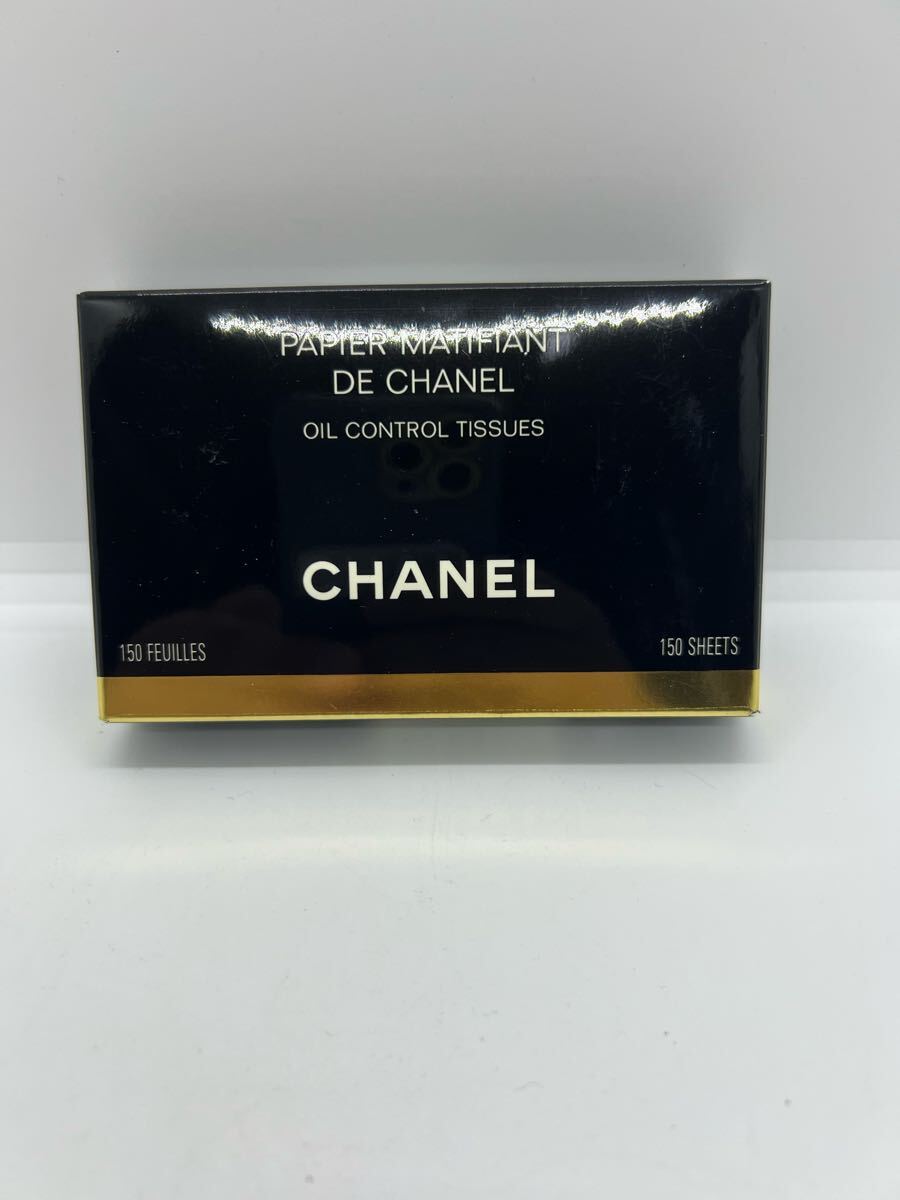 PAPIER MATIFIANT
DE CHANEL
OIL CONTROL TISSUES
CHANEL
150 FEUILLES
150 SHEETS